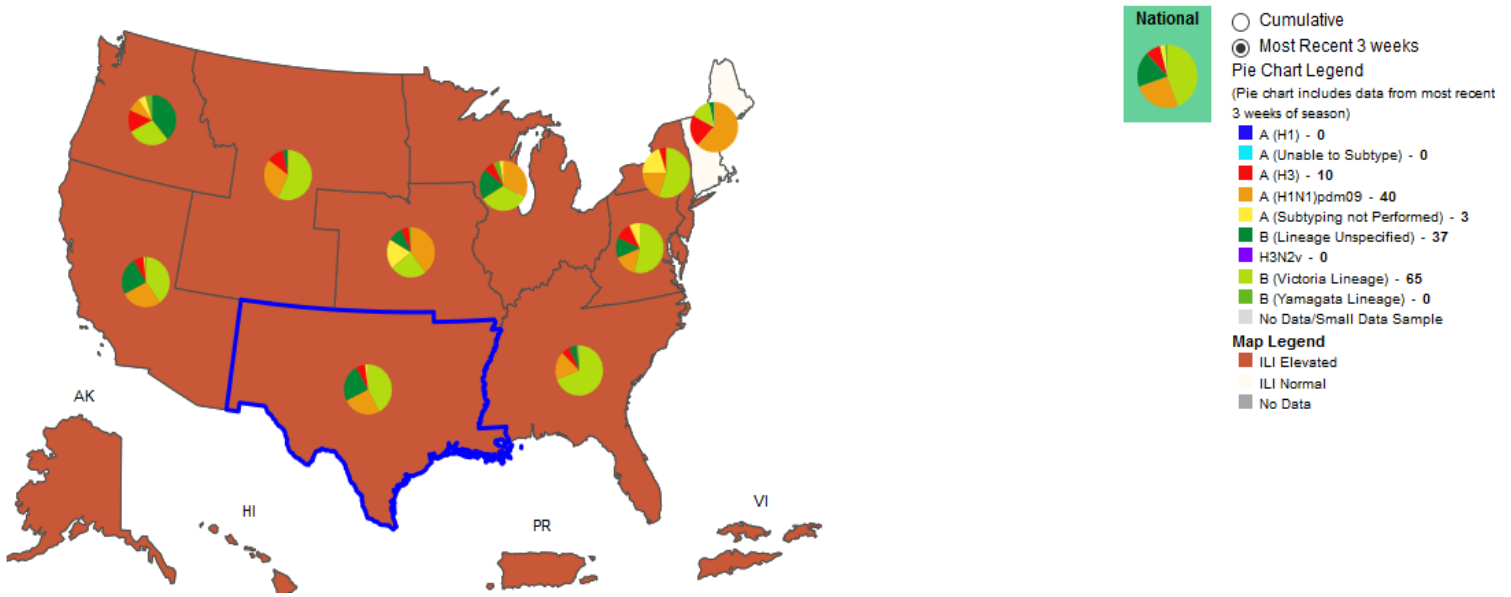 National
Cumulative
Most Recent 3 weeks
Pie Chart Legend
(Pie chart includes data from most recent
3 weeks of season)
A (H1) - 0
A (Unable to Subtype) - 0
A (H3) - 10
A (H1N1)pdm09 - 40
A (Subtyping not Performed) - 3
B (Lineage Unspecified) - 37
H3N2v - 0
B (Victoria Lineage) - 65
B (Yamagata Lineage) - 0
No Data/Small Data Sample
Map Legend
ILI Elevated
ILI Normal
No Data
AK
HI
PR
VI